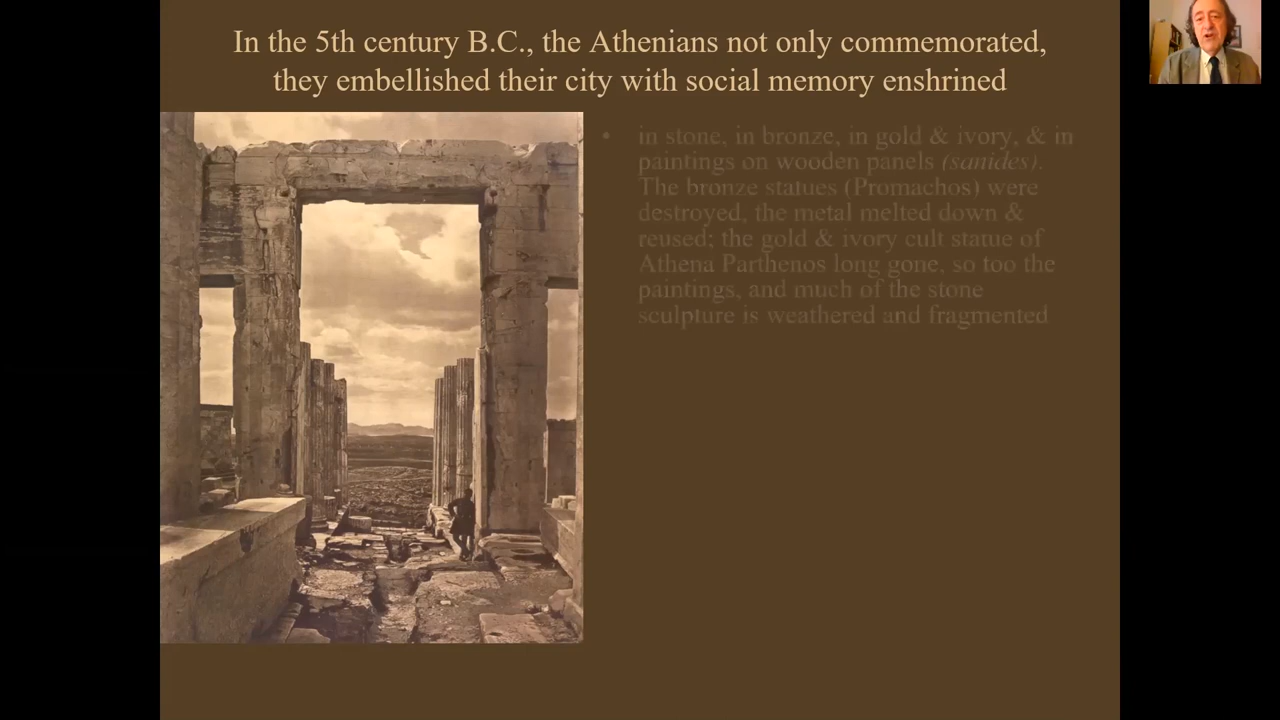 In the 5th century B.C., the Athenians not only commemorated,
they embellished their city with social memory enshrined
• in stone, in bronze, in gold & ivory, & in
paintings on wooden panels (sanides).
The bronze statues (Promachos) were
destroyed, the metal melted down &
reused; the gold & ivory cult statue of
Athena Parthenos long gone, so too the
paintings, and much of the stone
sculpture is weathered and fragmented